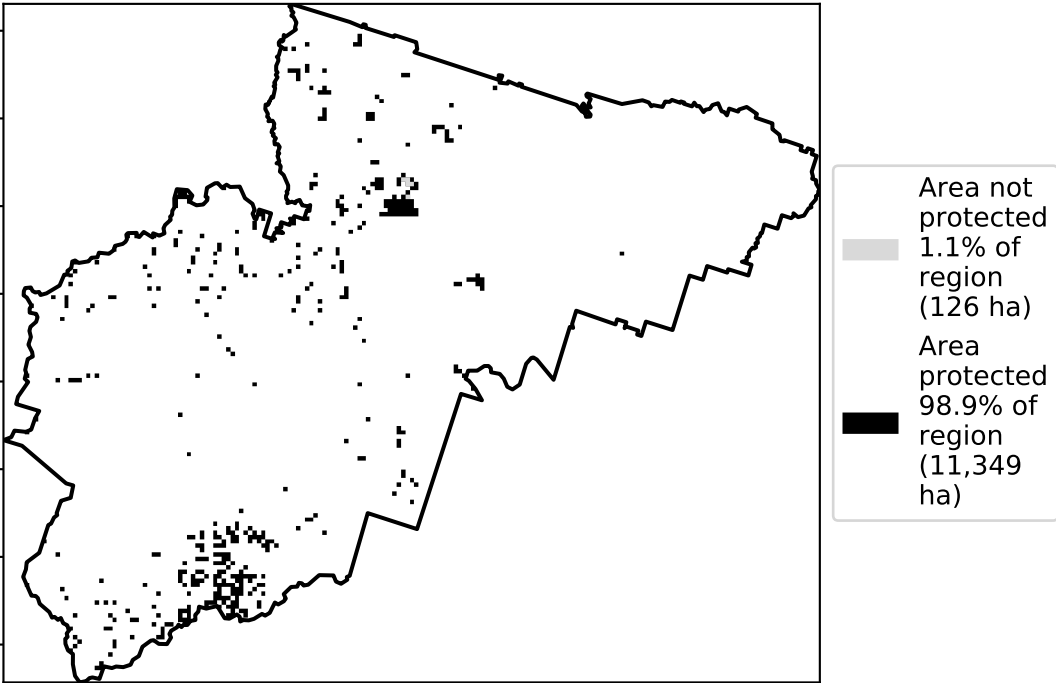 Area not
protected
1.1% of
region
(126 ha)
Area
protected
98.9% of
region
(11,349
ha)